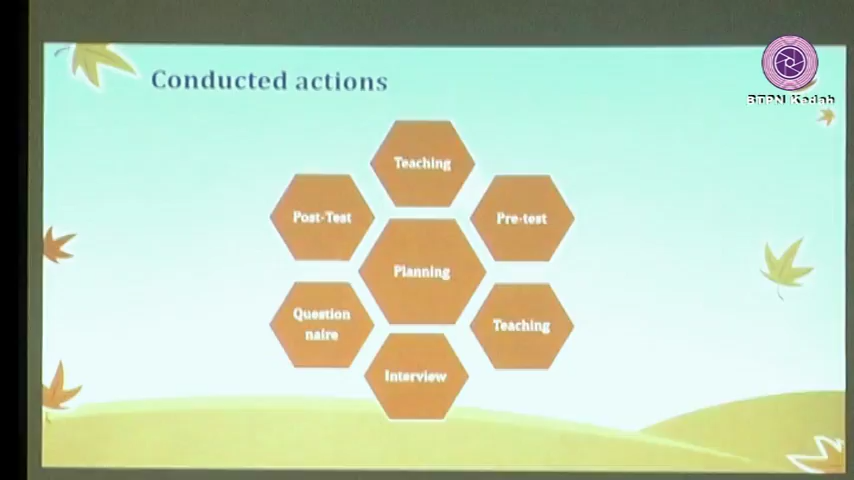 Conducted actions
BTPN Kedah
Teaching
Post-Test
Pre-test
Planning
Question
naire
Teaching
Interview